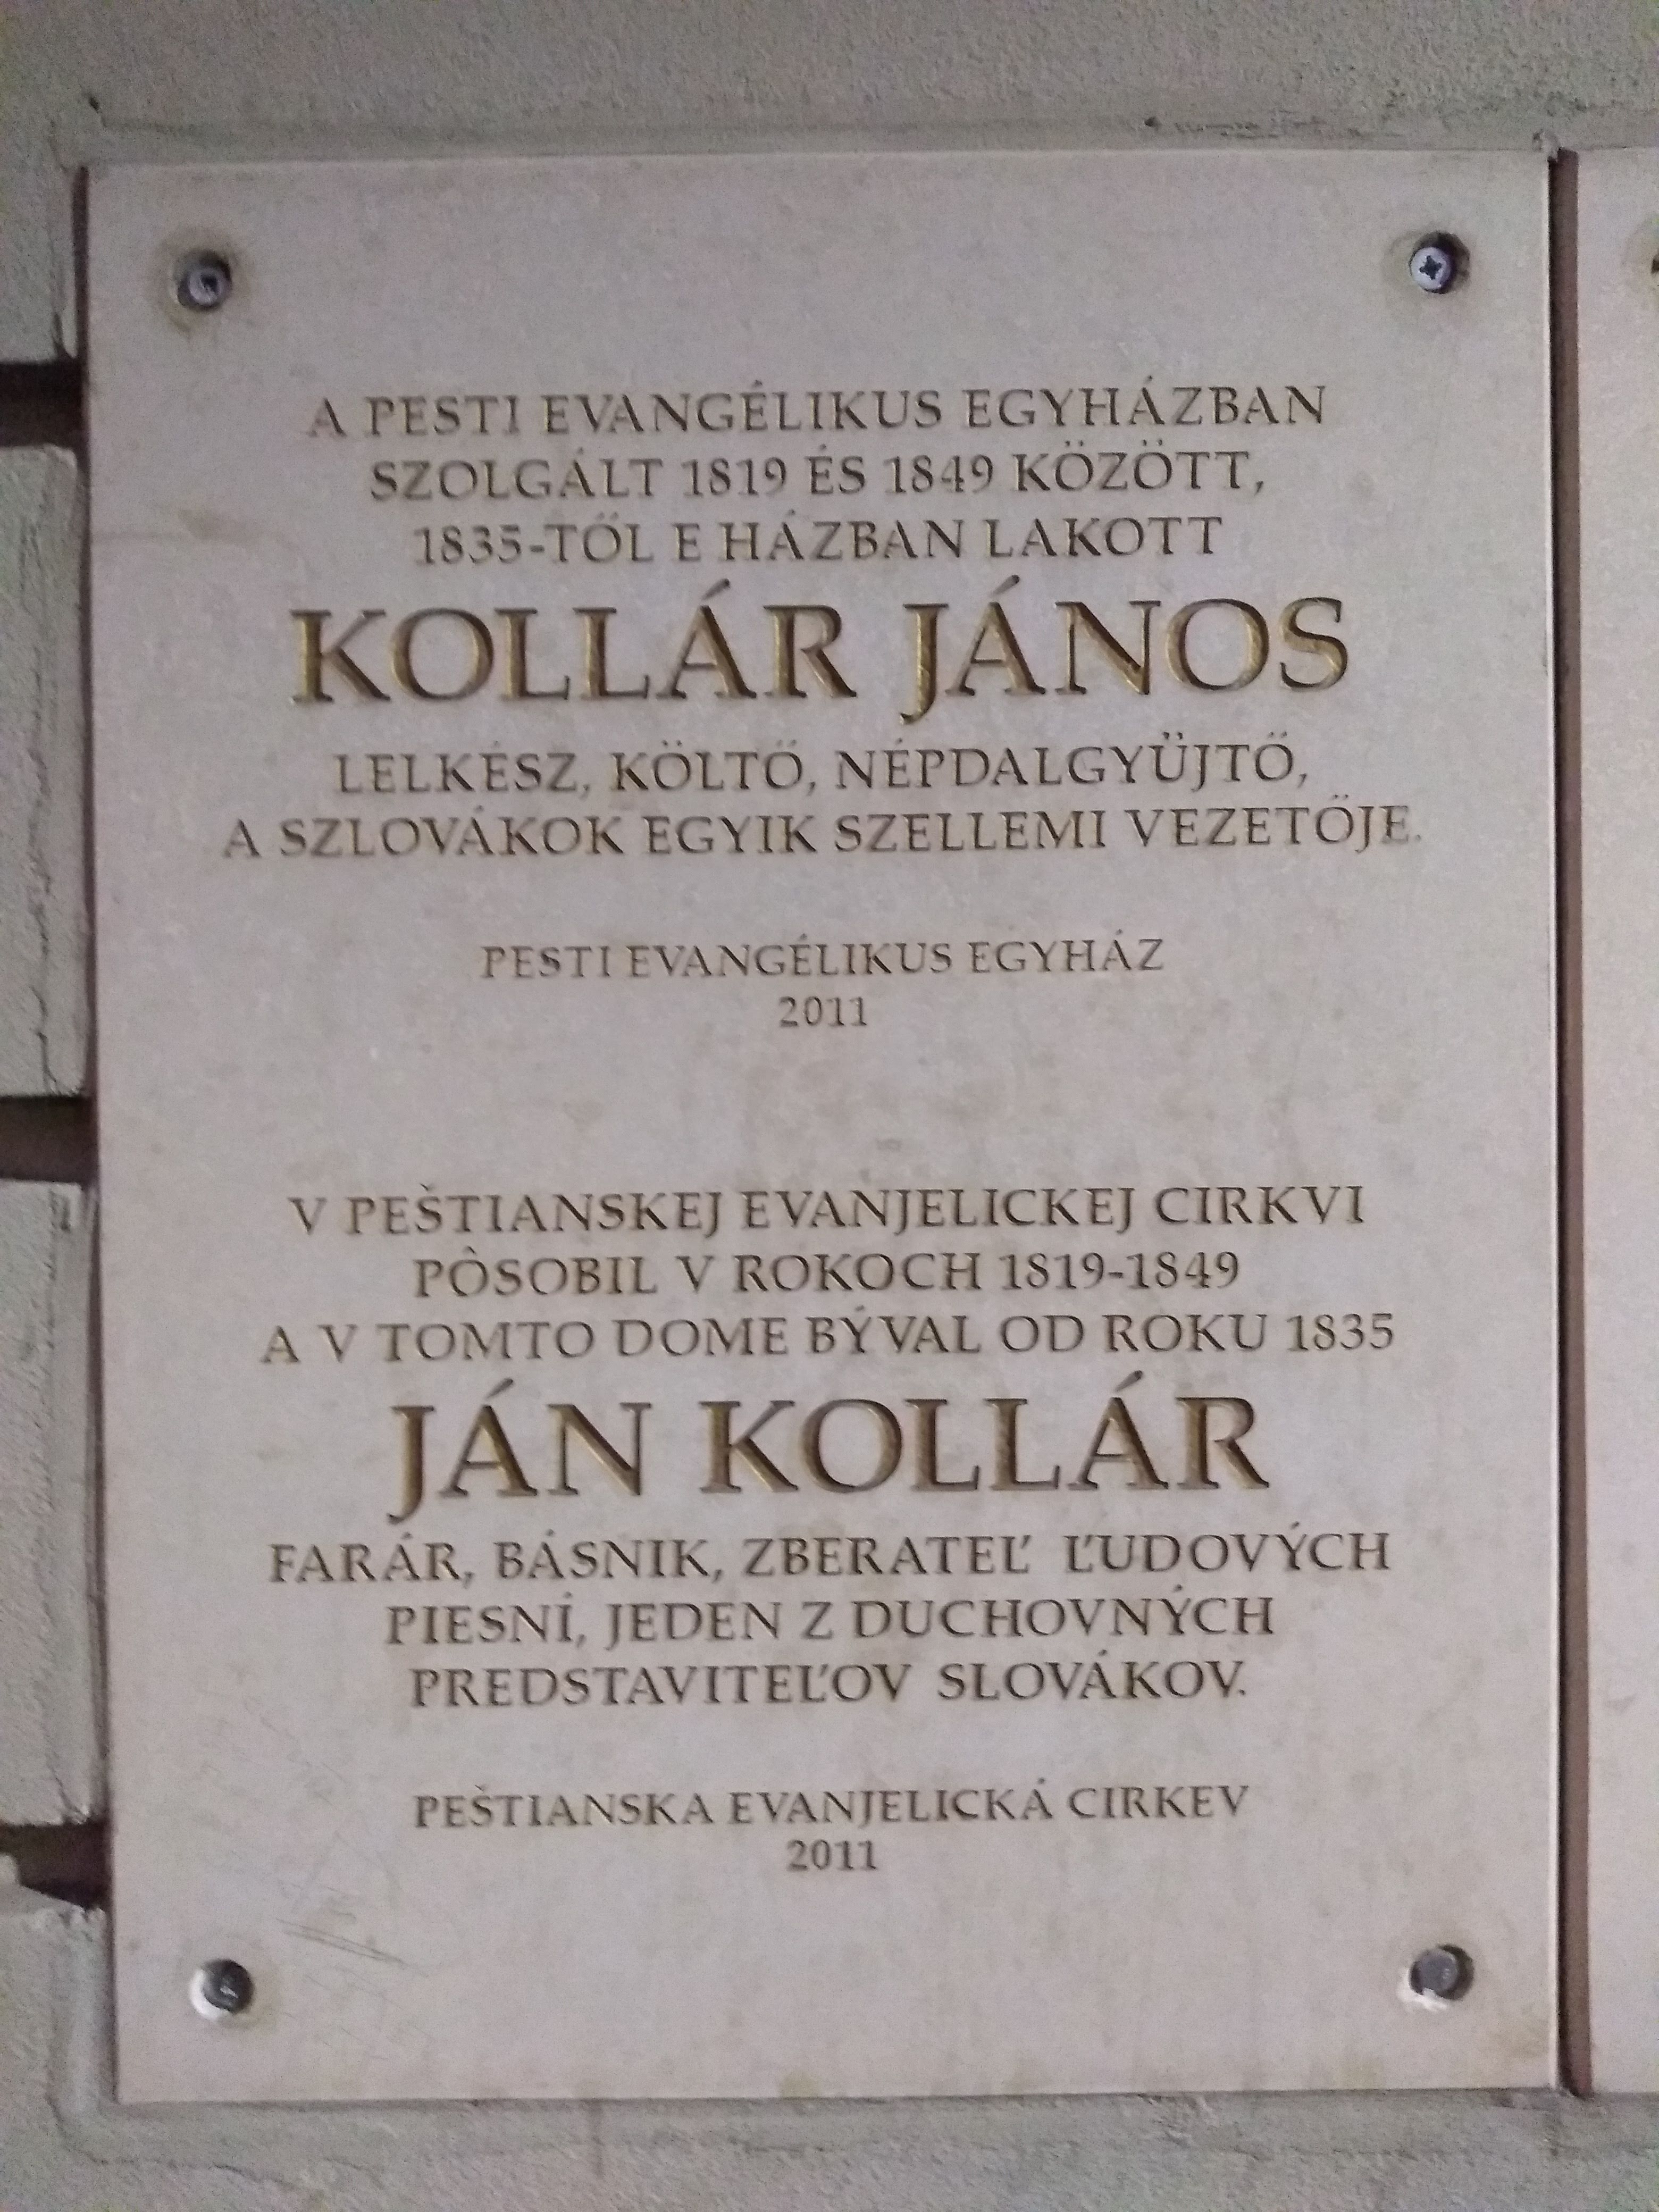 A PESTI EVANGÉLIKUS EGYHÁZBAN
SZOLGÁLT 1819 ÉS 1849 KÖZÖTT,
1835-TŐL E HÁZBAN LAKOTT
KOLLÁR JÁNOS
LELKÉSZ, KÖLTŐ, NÉPDALGYŰJTŐ,
A SZLOVÁKOK EGYIK SZELLEMI VEZETŐJE.
PESTI EVANGÉLIKUS EGYHÁZ
2011
V PEŠTIANSKEJ EVANJELICKEJ CIRKVI
PÔSOBIL V ROKOCH 1819-1849
A V TOMTO DOME BÝVAL OD ROKU 1835
JÁN KOLLÁR
FARÁR, BÁSNIK, ZBERATEĽ ĽUDOVÝCH
PIESNÍ, JEDEN Z DUCHOVNÝCH
PREDSTAVITEĽOV SLOVÁKOV.
PEŠTIANSKA EVANJELICKÁ CIRKEV
2011